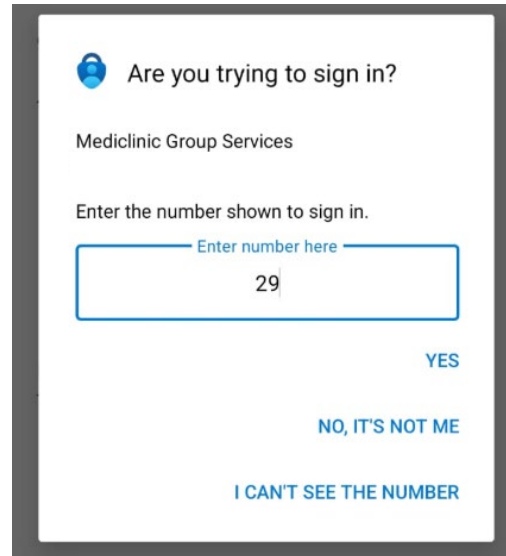 Are you trying to sign in?
Mediclinic Group Services
Enter the number shown to sign in.
Enter number here
29
YES
NO, IT'S NOT ME
I CAN'T SEE THE NUMBER